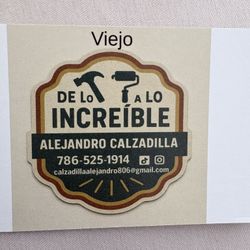 Viejo
DE LO A LO
INCREÍBLE
ALEJANDRO CALZADILLA
786-525-1914
calzadillaalejandro806@gmail.com